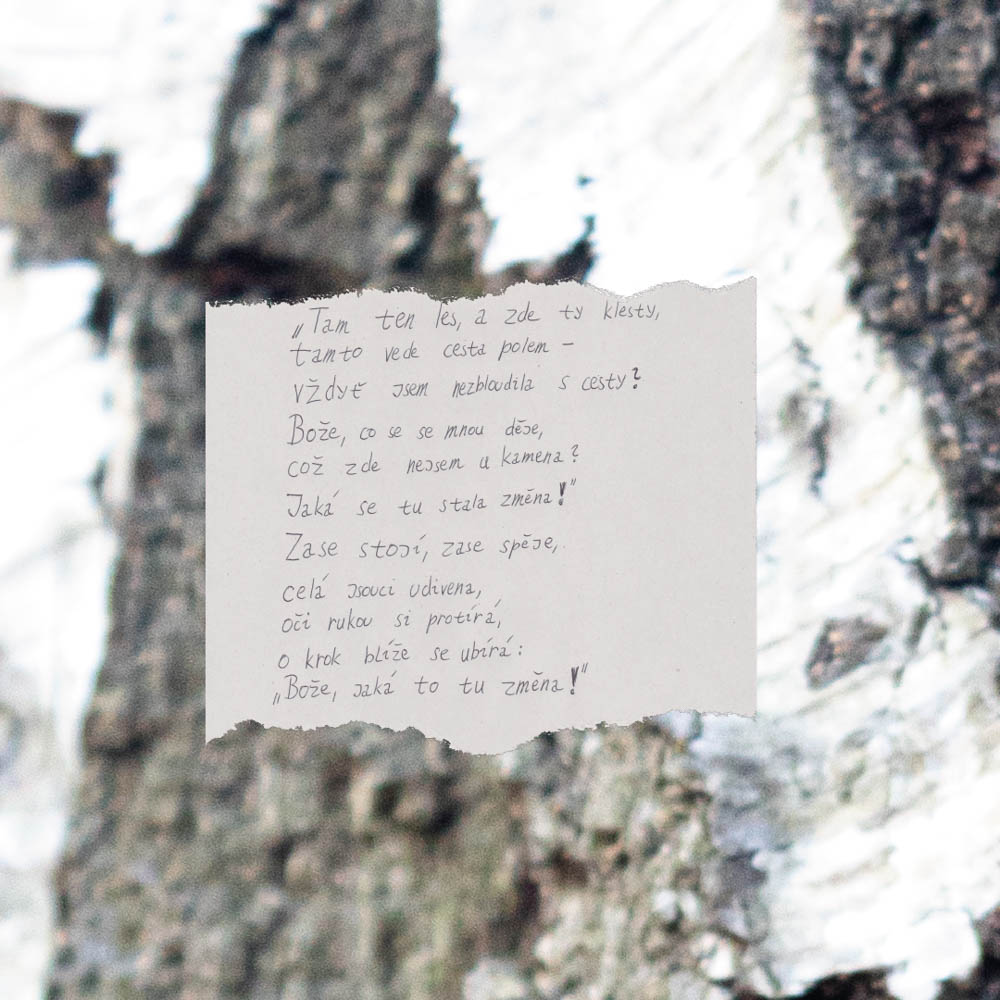 „Tam ten les, a zde ty klesty,
tamto vede cesta polem –
vždyť jsem nezbloudila s cesty?
Bože, co se se mnou děje,
což zde nejsem u kamena?
Jaká se tu stala změna!"
Zase stojí, zase spěje,
celá jsouci udivena,
oči rukou si protírá,
o krok blíže se ubírá:
„Bože, jaká to tu změna!"